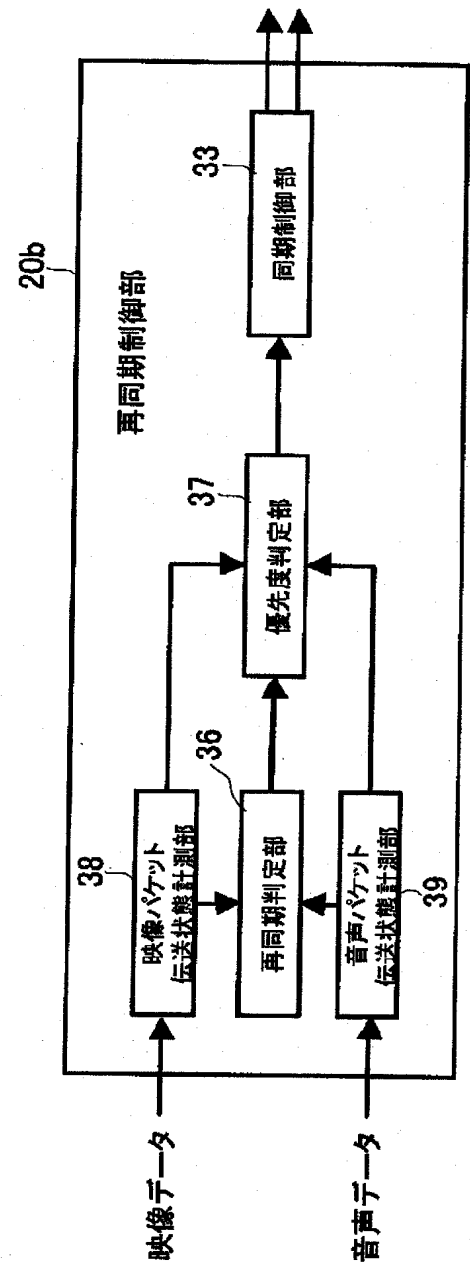 20b
再同期制御部
映像データ
38
映像パケット
伝送状態計測部
36
再同期判定部
37
優先度判定部
33
同期制御部
音声データ
音声パケット
伝送状態計測部
39